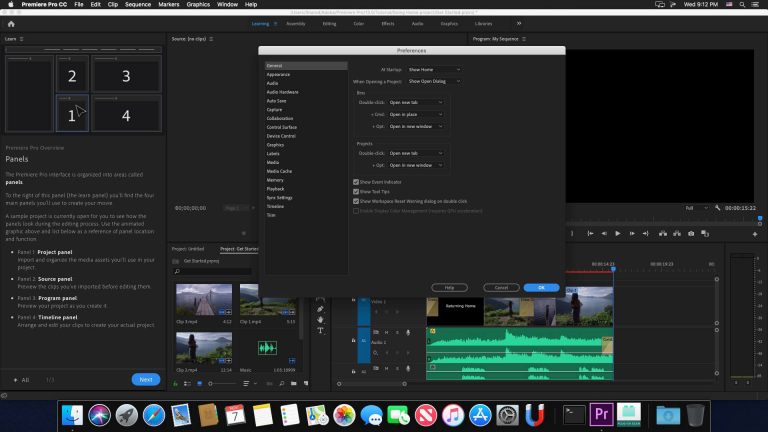 Premiere Pro CC File Edit Clip Sequence Markers Graphics Window Help
Wed 9:12 PM
Learning Assembly Editing Color Effects Audio Graphics Libraries
Learn
Source: (no clips)
Program: My Sequence
Preferences
2
3
1
4
Premiere Pro Overview
Panels
The Premiere Pro interface is organized into areas called
panels.
To the right of this panel (the learn panel) you'll find the four main
panels you'll use to create your movie.
A sample project is currently open for you to see how the
panels look during the editing process. Use the animated
graphic above and list below as a reference of panel location
and function:
Panel 1: Project panel
Import and organize the media assets you'll use in your
project.
Panel 2: Source panel
Preview the clips you've imported before editing them.
Panel 3: Program panel
Preview your project as you create it.
Panel 4: Timeline panel
Arrange and edit your clips to create your actual project.
All
1/3
Next
General
Appearance
Audio
Audio Hardware
Auto Save
Capture
Collaboration
Control Surface
Device Control
Graphics
Labels
Media
Media Cache
Memory
Playback
Sync Settings
Timeline
Trim
At Startup: Show Home
When Opening a Project: Show Open Dialog
Bins
Double-click: Open new tab
+ Cmd: Open in place
+ Opt: Open in new window
Projects
Double-click: Open new tab
+ Opt: Open in new window
Show Event Indicator
Show Tool Tips
Show Workspace Reset Warning dialog on double click
Enable Display Color Management (requires GPU acceleration)
Help
Cancel
OK
00;00;00;00
Page 1
Full
00:00:15:22
Project: Untitled
Project: Get Started
Get Started.prproj
Clip 3.mp4 4:12
Clip 1.mp4 5:15
Clip 2.mp4 22:14
Music 1:03.10939
00:00:14:23
00:00:19:23
Video 1
Returning Home
Audio 1
A2
M
S
7
Pr